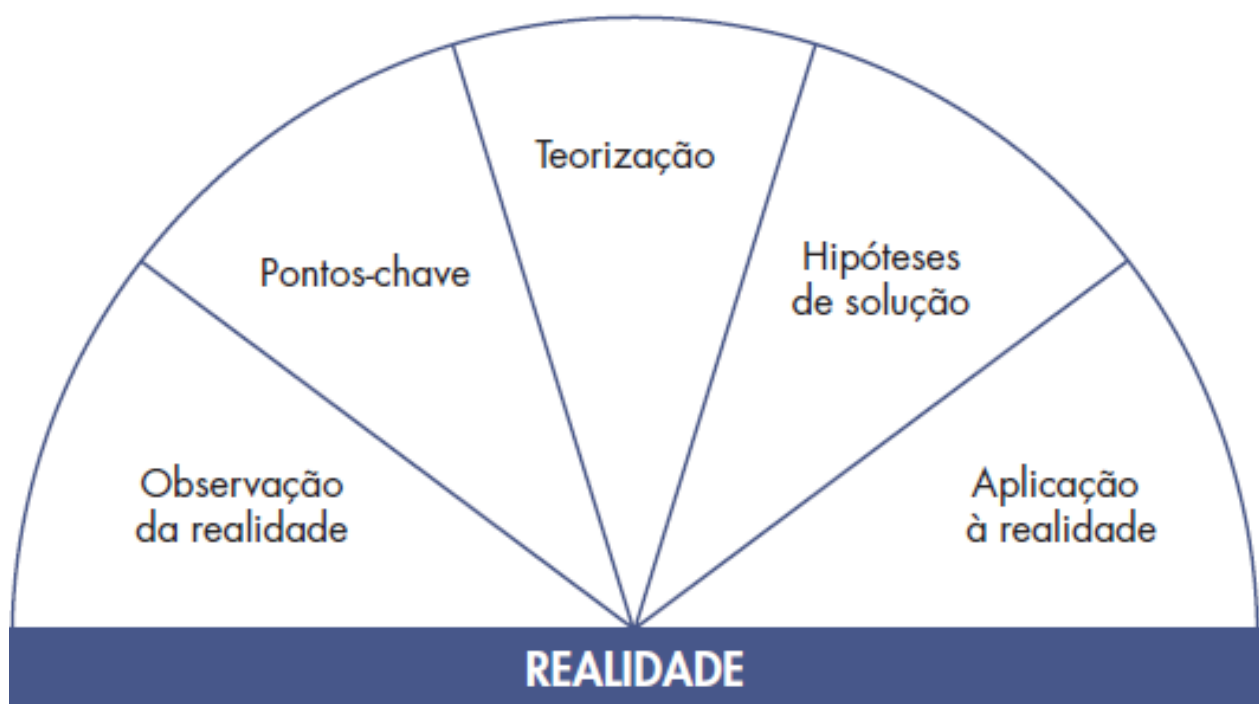 Observação
da realidade
Pontos-chave
Teorização
Hipóteses
de solução
Aplicação
à realidade
REALIDADE